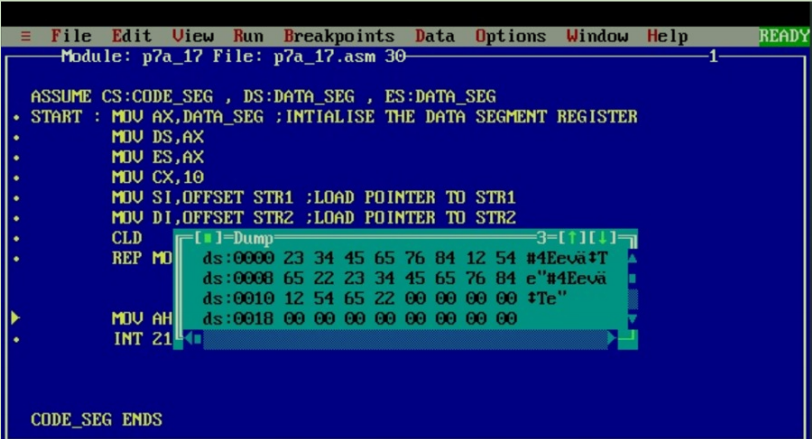 ≡ File Edit View Run Breakpoints Data Options Window Help READY
Module: p7a_17 File: p7a_17.asm 30 1
ASSUME CS:CODE_SEG , DS:DATA_SEG , ES:DATA_SEG
START : MOV AX,DATA_SEG ;INTIALISE THE DATA SEGMENT REGISTER
MOV DS,AX
MOV ES,AX
MOV CX,10
MOV SI,OFFSET STR1 ;LOAD POINTER TO STR1
MOV DI,OFFSET STR2 ;LOAD POINTER TO STR2
CLD
REP MO
[■]=Dump 3=[↑][↓]
ds:0000 23 34 45 65 76 84 12 54 #4Eevä‡T
ds:0008 65 22 23 34 45 65 76 84 e"#4Eevä
ds:0010 12 54 65 22 00 00 00 00 ‡Te"
ds:0018 00 00 00 00 00 00 00 00
MOV AH
INT 21
CODE_SEG ENDS